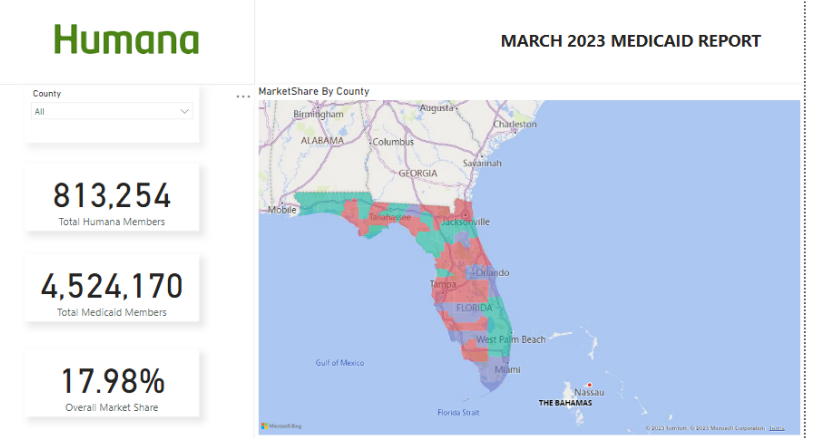 Humana
MARCH 2023 MEDICAID REPORT
County
All
813,254
Total Humana Members
4,524,170
Total Medicaid Members
17.98%
Overall Market Share
MarketShare By County
Birmingham
Augusta
Charleston
ALABAMA
Columbus
Savannah
GEORGIA
Mobile
Tallahassee
Jacksonville
Orlando
Tampa
FLORIDA
West Palm Beach
Gulf of Mexico
Miami
Nassau
THE BAHAMAS
Florida Strait
Microsoft Bing
© 2023 TomTom, © 2023 Microsoft Corporation, Terms